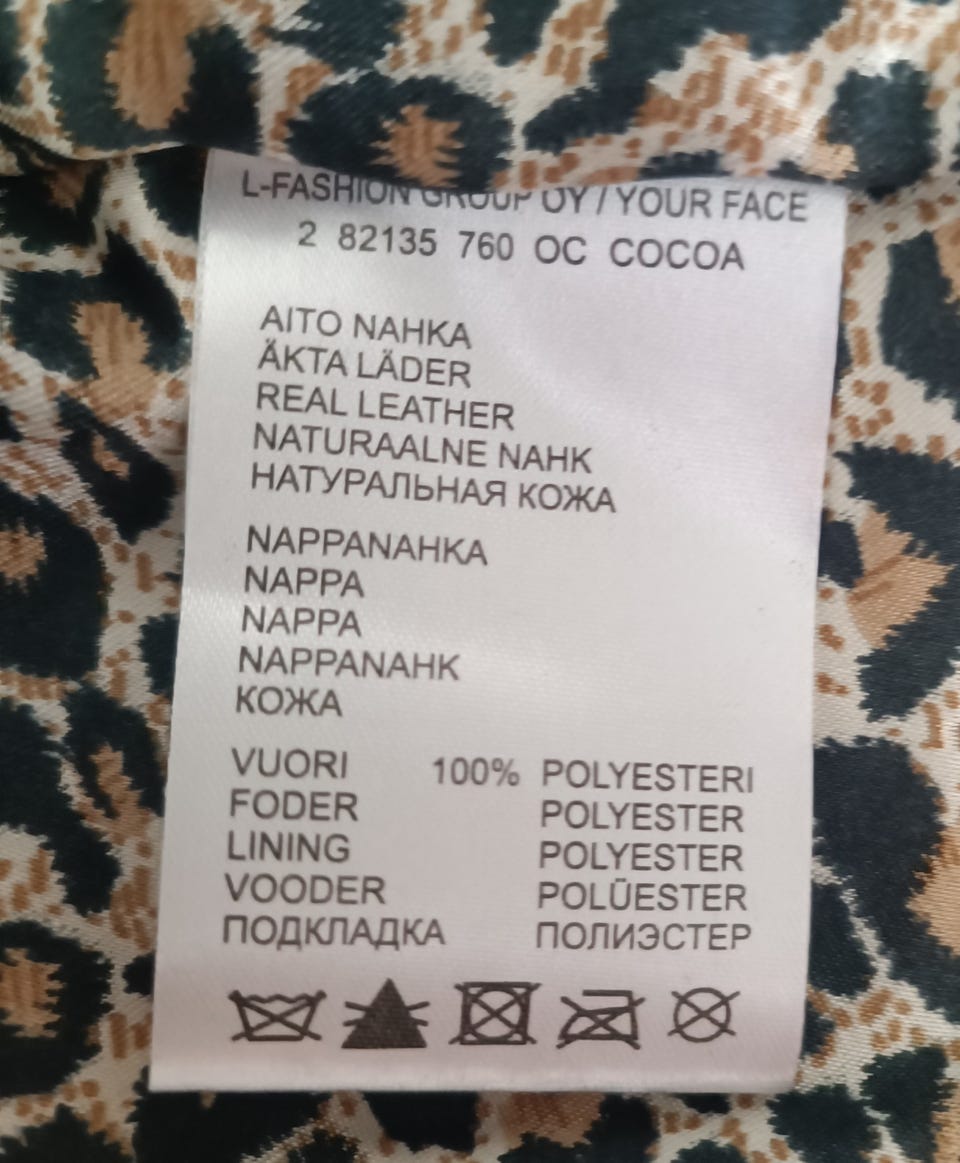 L-FASHION GROUP OY / YOUR FACE
2 82135 760 OC COCOA
AITO NAHKA
ÄKTA LÄDER
REAL LEATHER
NATURAALNE NAHK
НАТУРАЛЬНАЯ КОЖА
NAPPANAHKA
NAPPA
NAPPA
NAPPANAHK
КОЖА
VUORI 100% POLYESTERI
FODER POLYESTER
LINING POLYESTER
VOODER POLÜESTER
ПОДКЛАДКА ПОЛИЭСТЕР